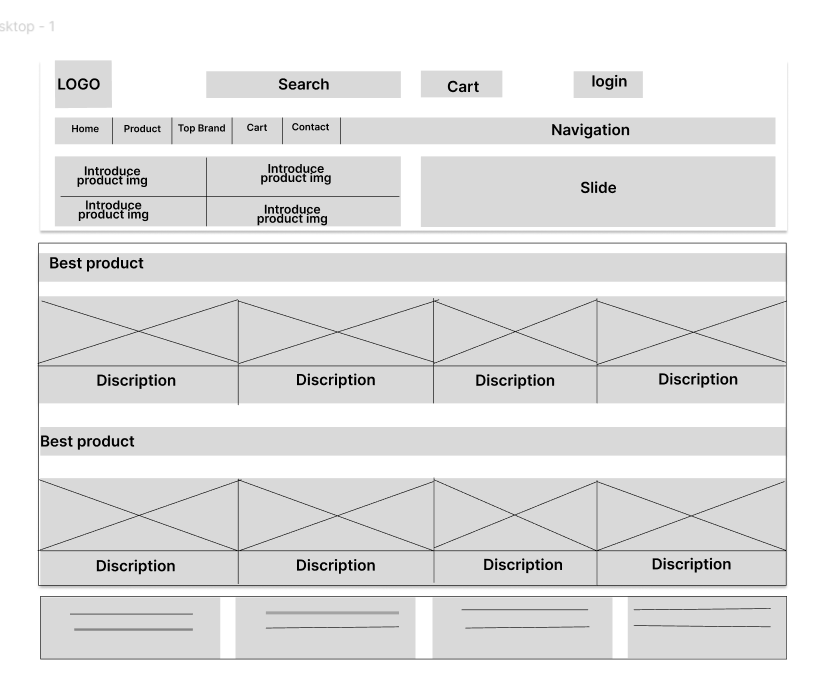 sktop - 1
LOGO
Search
Cart
login
Home
Product
Top Brand
Cart
Contact
Navigation
Introduce
product img
Introduce
product img
Introduce
product img
Introduce
product img
Slide
Best product
Discription
Discription
Discription
Discription
Best product
Discription
Discription
Discription
Discription